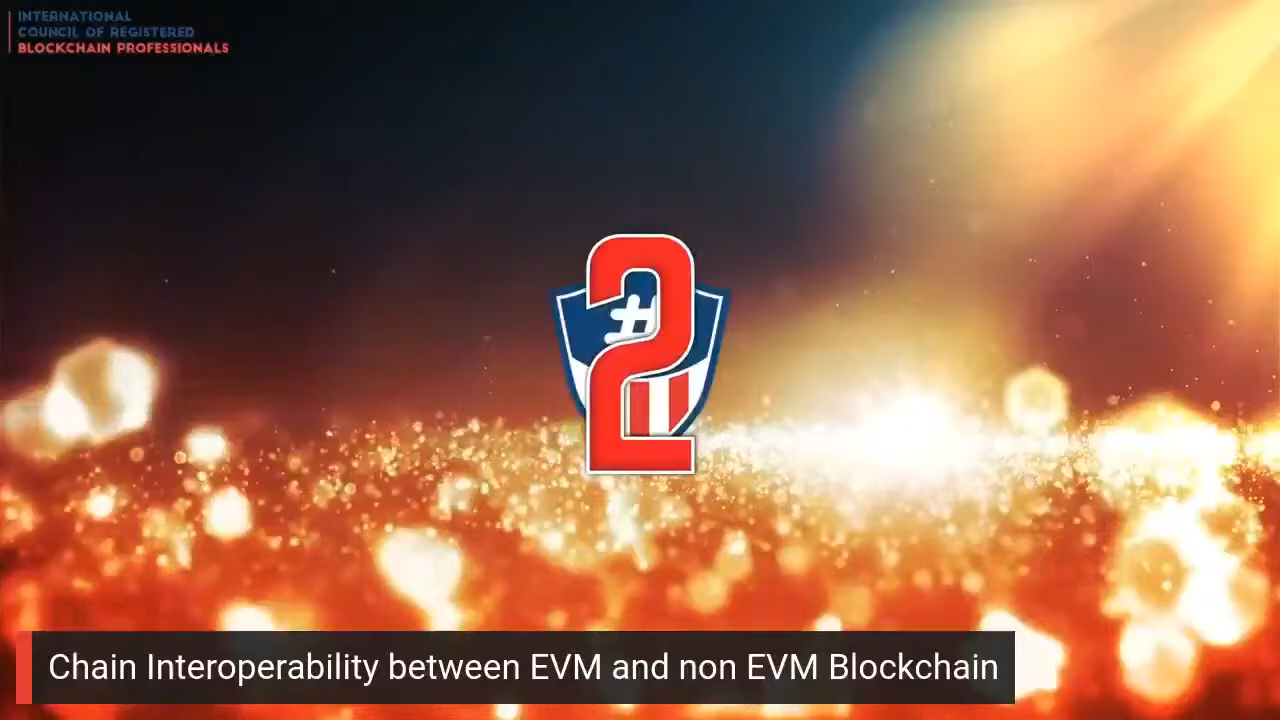 INTERNATIONAL
COUNCIL OF REGISTERED
BLOCKCHAIN PROFESSIONALS
#
2
Chain Interoperability between EVM and non EVM Blockchain